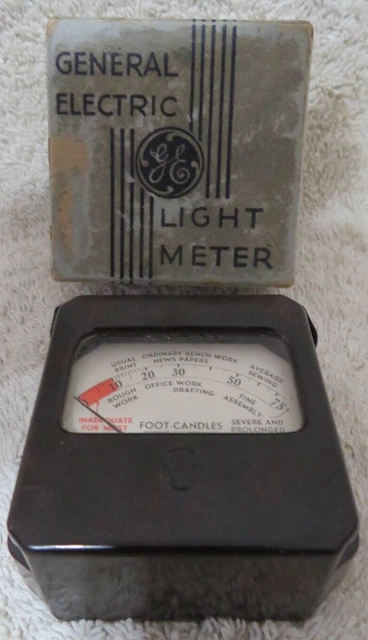 GENERAL
ELECTRIC
GE
LIGHT
METER
USUAL PRINT
ORDINARY BENCH WORK
NEWS PAPERS
AVERAGE SEWING
10 20 30 50 75
ROUGH WORK
OFFICE WORK
DRAFTING
FINE ASSEMBLY
INADEQUATE
FOR MOST
FOOT-CANDLES
SEVERE AND
PROLONGED